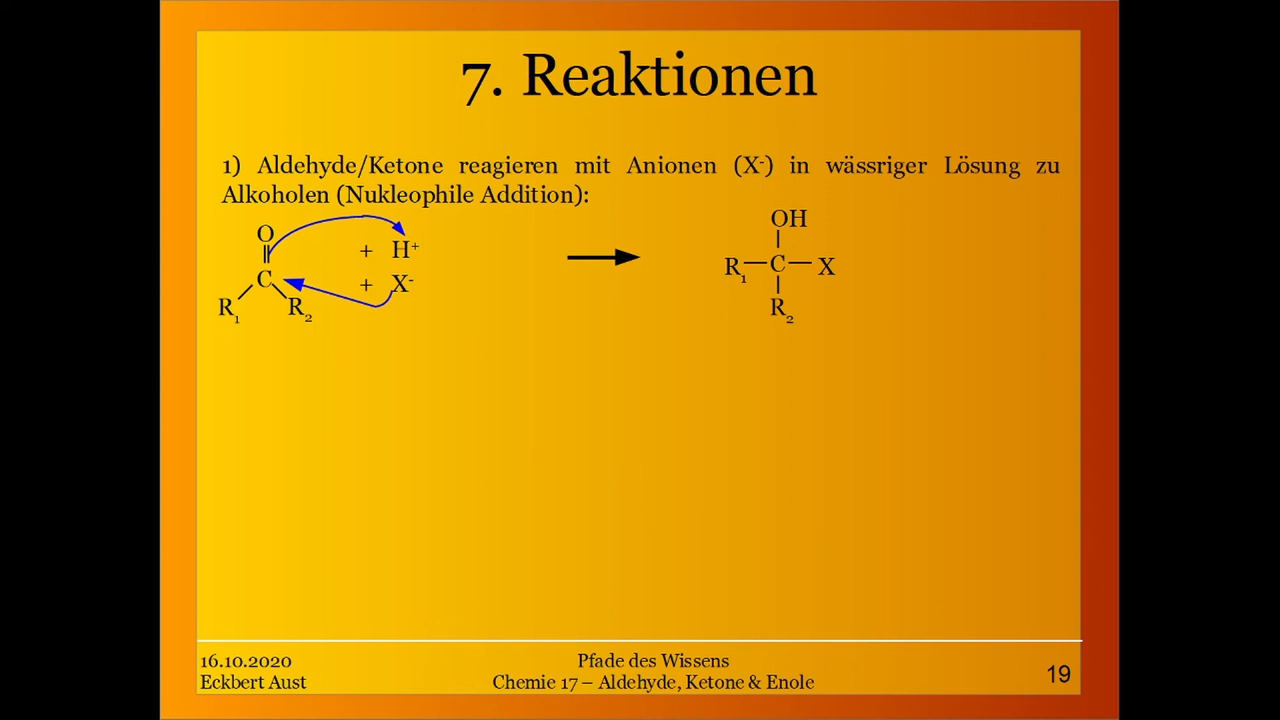 7. Reaktionen
1) Aldehyde/Ketone reagieren mit Anionen (X⁻) in wässriger Lösung zu
Alkoholen (Nukleophile Addition):
O
C
R₁ R₂
+ H⁺
+ X⁻
OH
R₁ C X
R₂
16.10.2020
Eckbert Aust
Pfade des Wissens
Chemie 17 – Aldehyde, Ketone & Enole
19